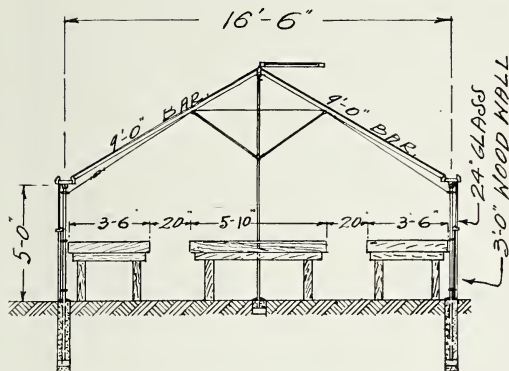 16'-6"
9'-0" BAR.
9'-0" BAR.
24" GLASS
3'-0" WOOD WALL
5'-0"
3-6" 20" 5-10" 20" 3-6"